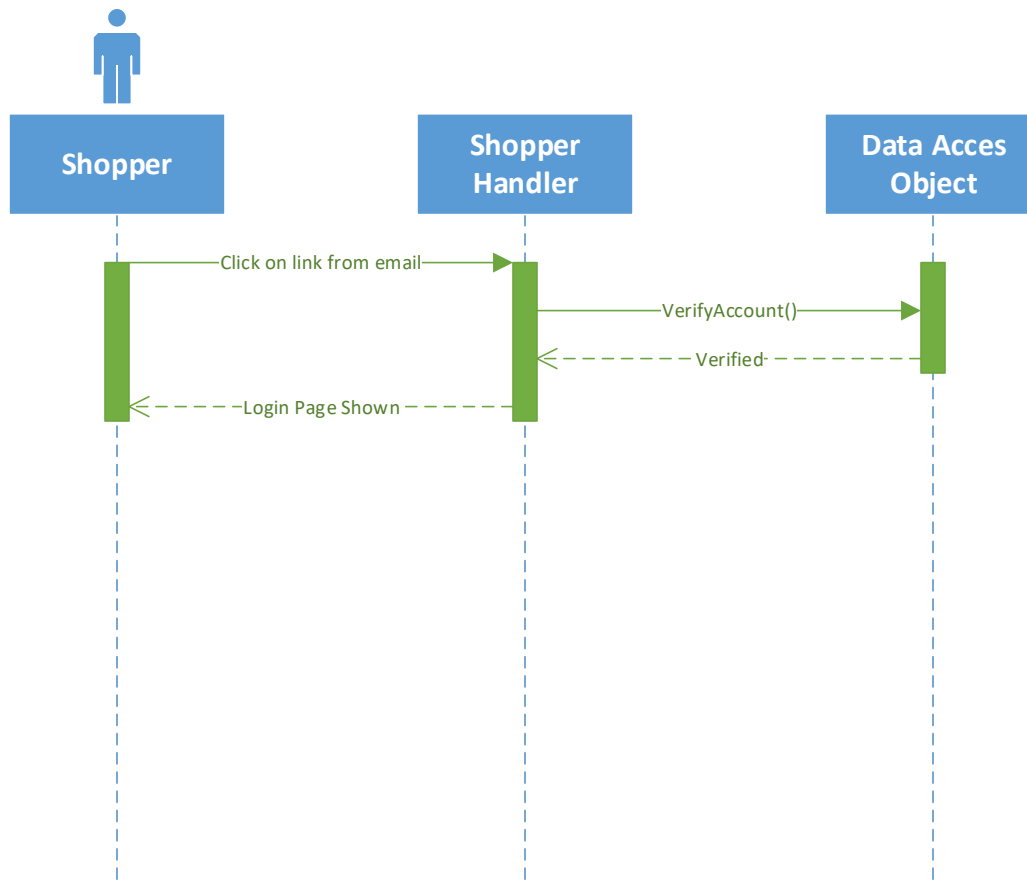 Shopper
Shopper
Handler
Data Acces
Object
Click on link from email
VerifyAccount()
Verified
Login Page Shown